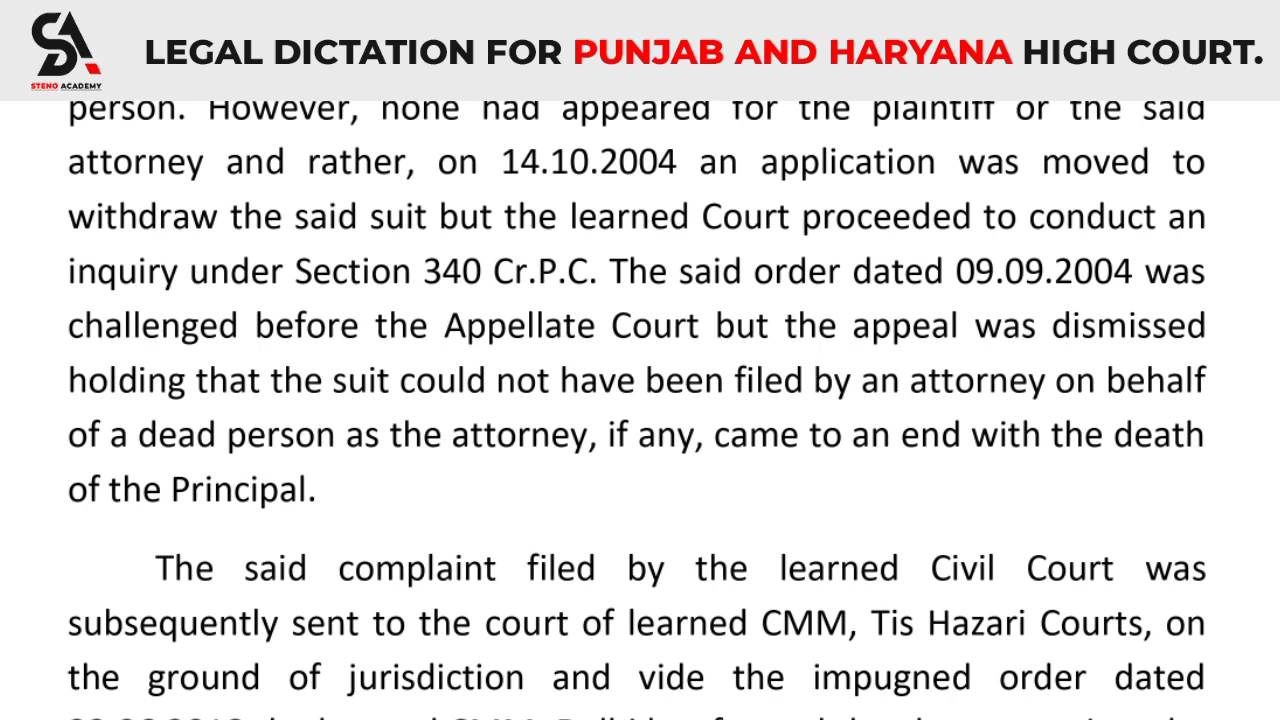 STENO ACADEMY
LEGAL DICTATION FOR PUNJAB AND HARYANA HIGH COURT.
person. However, none had appeared for the plaintiff or the said
attorney and rather, on 14.10.2004 an application was moved to
withdraw the said suit but the learned Court proceeded to conduct an
inquiry under Section 340 Cr.P.C. The said order dated 09.09.2004 was
challenged before the Appellate Court but the appeal was dismissed
holding that the suit could not have been filed by an attorney on behalf
of a dead person as the attorney, if any, came to an end with the death
of the Principal.
The said complaint filed by the learned Civil Court was
subsequently sent to the court of learned CMM, Tis Hazari Courts, on
the ground of jurisdiction and vide the impugned order dated